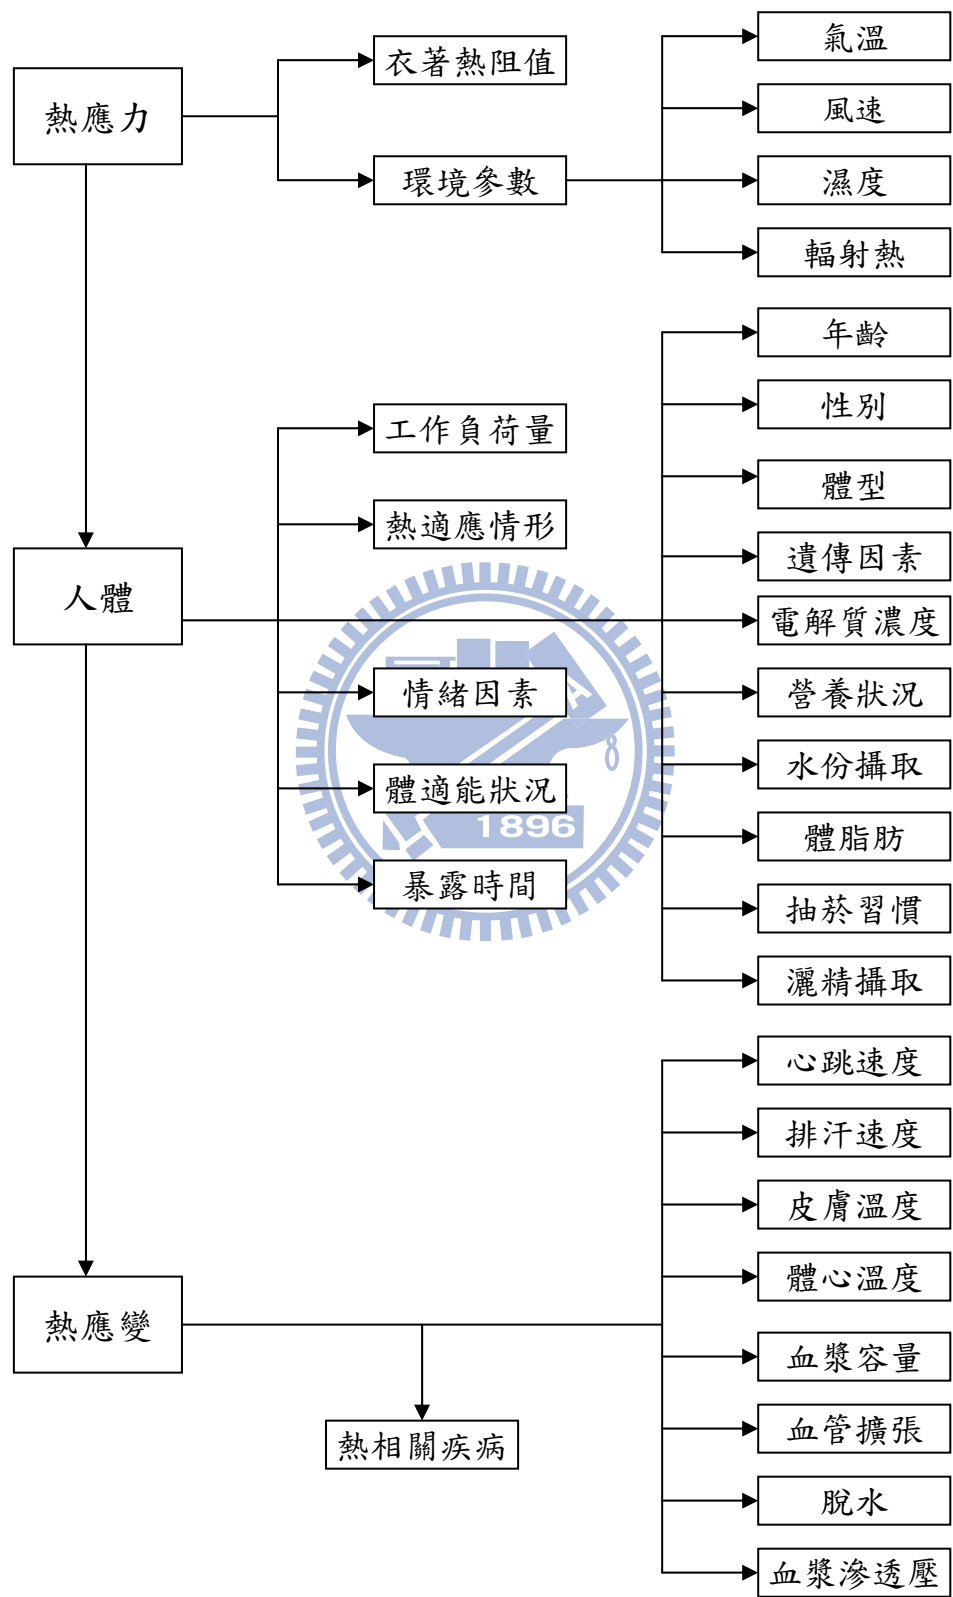 熱應力
衣著熱阻值
環境參數
氣溫
風速
濕度
輻射熱
人體
工作負荷量
熱適應情形
情緒因素
體適能狀況
暴露時間
年齡
性別
體型
遺傳因素
電解質濃度
營養狀況
水份攝取
體脂肪
抽菸習慣
灑精攝取
1896
熱應變
熱相關疾病
心跳速度
排汗速度
皮膚溫度
體心溫度
血漿容量
血管擴張
脫水
血漿滲透壓